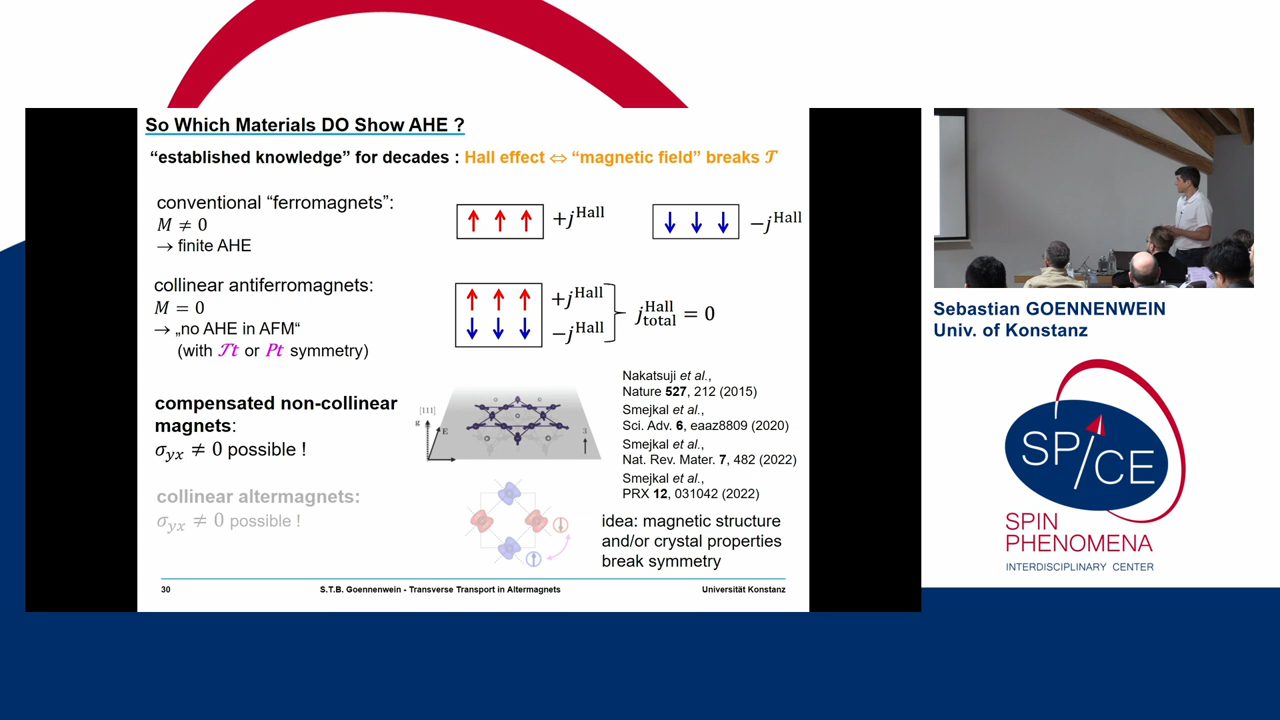 So Which Materials DO Show AHE ?
“established knowledge” for decades : Hall effect ⇔ “magnetic field” breaks 𝒯
conventional “ferromagnets”:
M ≠ 0
→ finite AHE
+j^Hall
−j^Hall
collinear antiferromagnets:
M = 0
→ „no AHE in AFM“
(with 𝒯t or Pt symmetry)
+j^Hall
−j^Hall
j_total^Hall = 0
compensated non-collinear
magnets:
σ_yx ≠ 0 possible !
[111]
g
E
3
Nakatsuji et al.,
Nature 527, 212 (2015)
Smejkal et al.,
Sci. Adv. 6, eaaz8809 (2020)
Smejkal et al.,
Nat. Rev. Mater. 7, 482 (2022)
Smejkal et al.,
PRX 12, 031042 (2022)
collinear altermagnets:
σ_yx ≠ 0 possible !
idea: magnetic structure
and/or crystal properties
break symmetry
30
S.T.B. Goennenwein - Transverse Transport in Altermagnets
Universität Konstanz
Sebastian GOENNENWEIN
Univ. of Konstanz
SP/CE
SPIN
PHENOMENA
INTERDISCIPLINARY CENTER